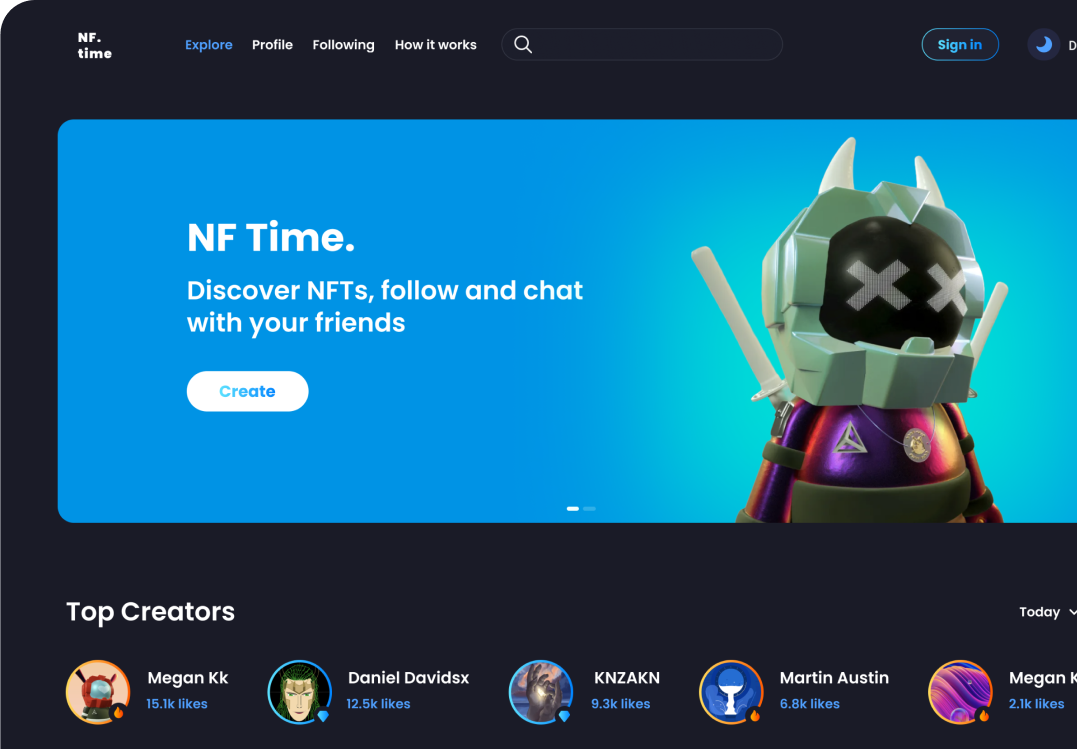 NF.
time
Explore Profile Following How it works
Sign in
NF Time.
Discover NFTs, follow and chat
with your friends
Create
Top Creators
Today
Megan Kk
15.1k likes
Daniel Davidsx
12.5k likes
KNZAKN
9.3k likes
Martin Austin
6.8k likes
Megan K
2.1k likes